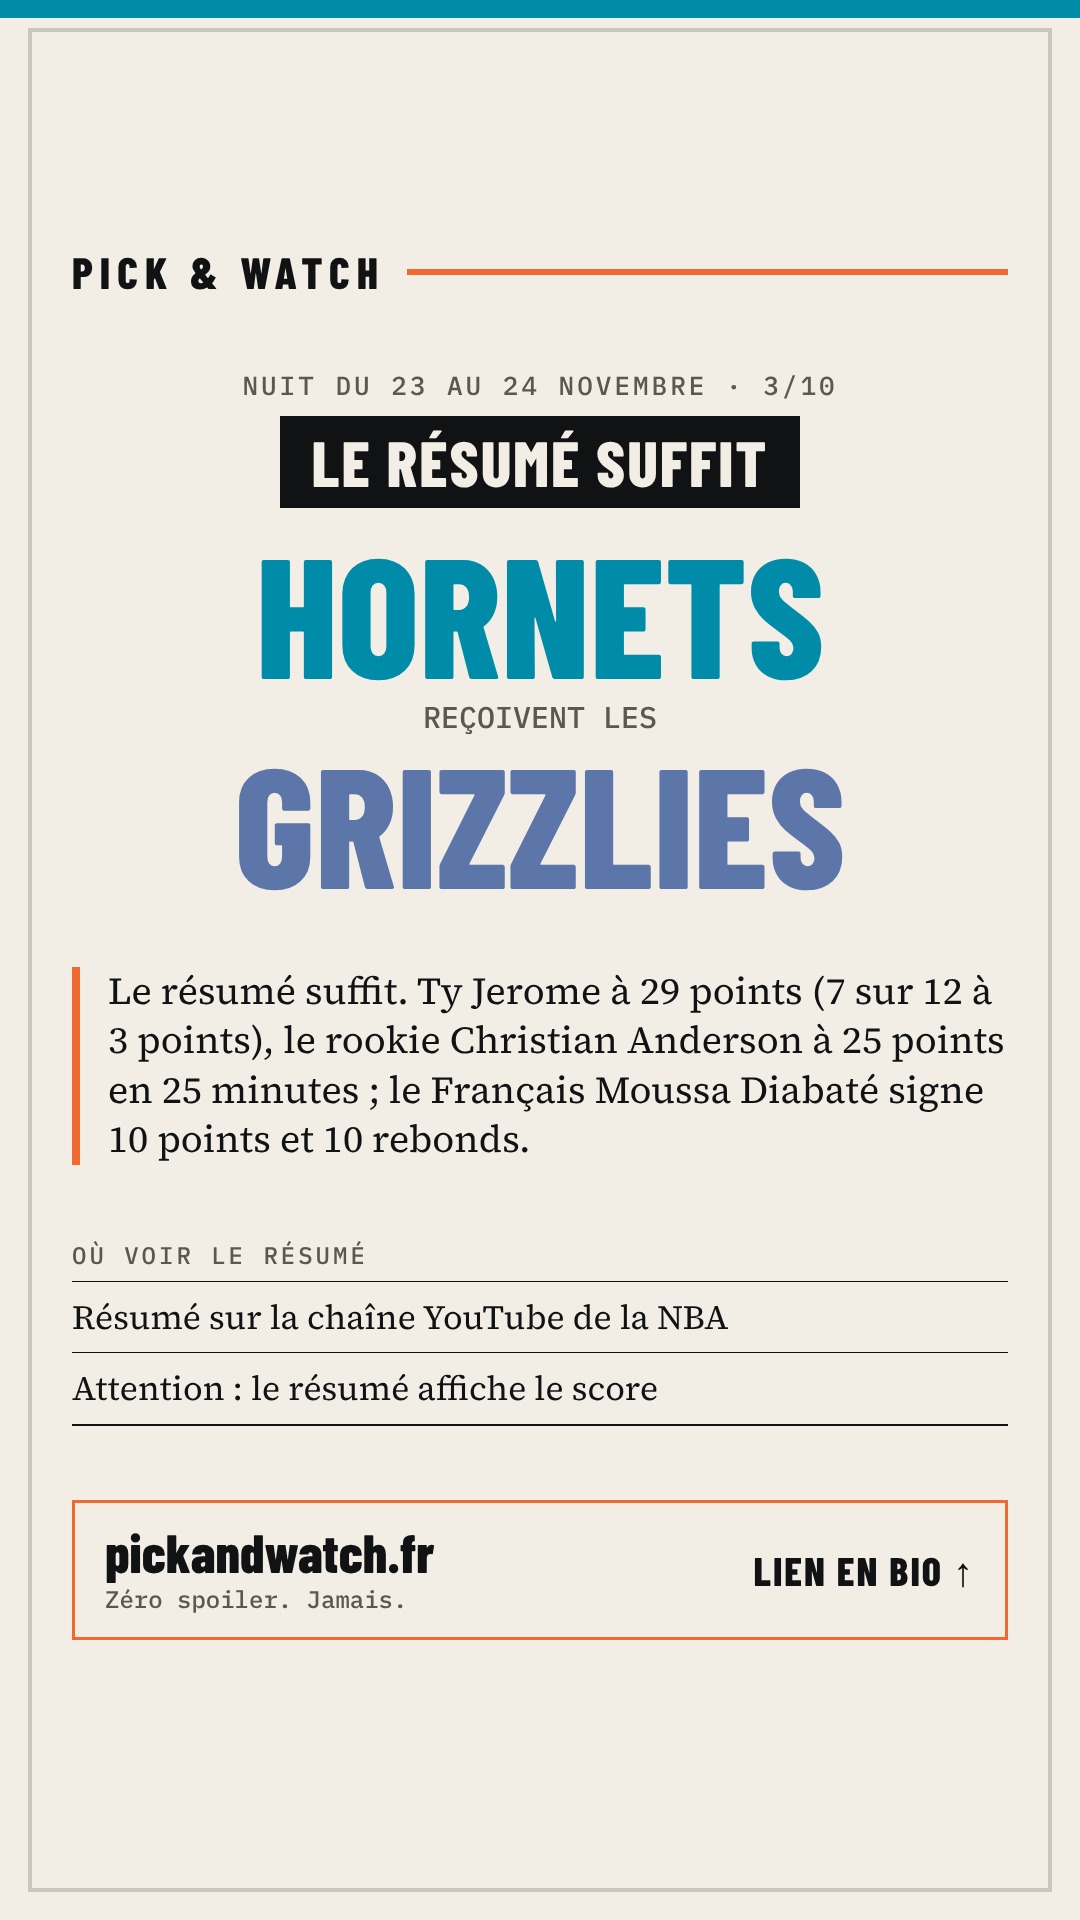 PICK & WATCH
NUIT DU 23 AU 24 NOVEMBRE · 3/10
LE RÉSUMÉ SUFFIT
HORNETS
REÇOIVENT LES
GRIZZLIES
Le résumé suffit. Ty Jerome à 29 points (7 sur 12 à
3 points), le rookie Christian Anderson à 25 points
en 25 minutes ; le Français Moussa Diabaté signe
10 points et 10 rebonds.
OÙ VOIR LE RÉSUMÉ
Résumé sur la chaîne YouTube de la NBA
Attention : le résumé affiche le score
pickandwatch.fr
Zéro spoiler. Jamais.
LIEN EN BIO ↑